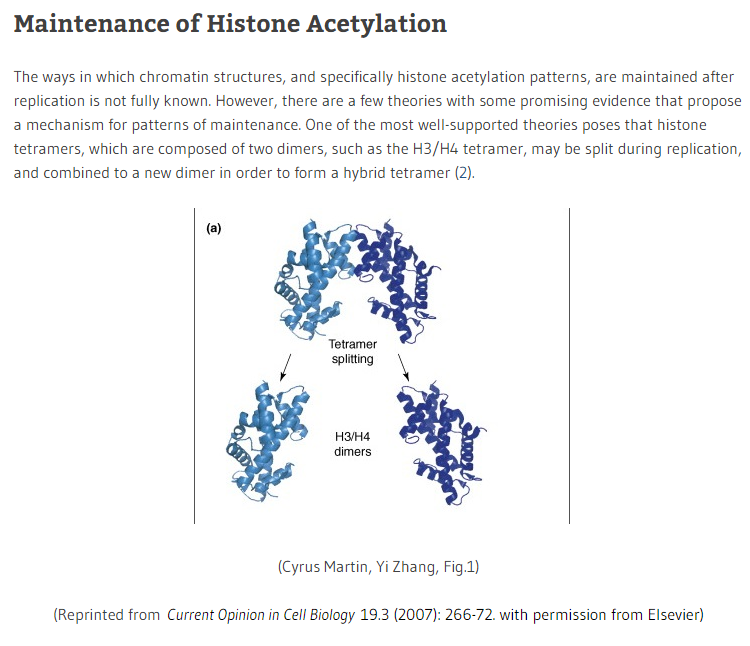 Maintenance of Histone Acetylation
The ways in which chromatin structures, and specifically histone acetylation patterns, are maintained after
replication is not fully known. However, there are a few theories with some promising evidence that propose
a mechanism for patterns of maintenance. One of the most well-supported theories poses that histone
tetramers, which are composed of two dimers, such as the H3/H4 tetramer, may be split during replication,
and combined to a new dimer in order to form a hybrid tetramer (2).
(a)
Tetramer
splitting
H3/H4
dimers
(Cyrus Martin, Yi Zhang, Fig.1)
(Reprinted from Current Opinion in Cell Biology 19.3 (2007): 266-72. with permission from Elsevier)